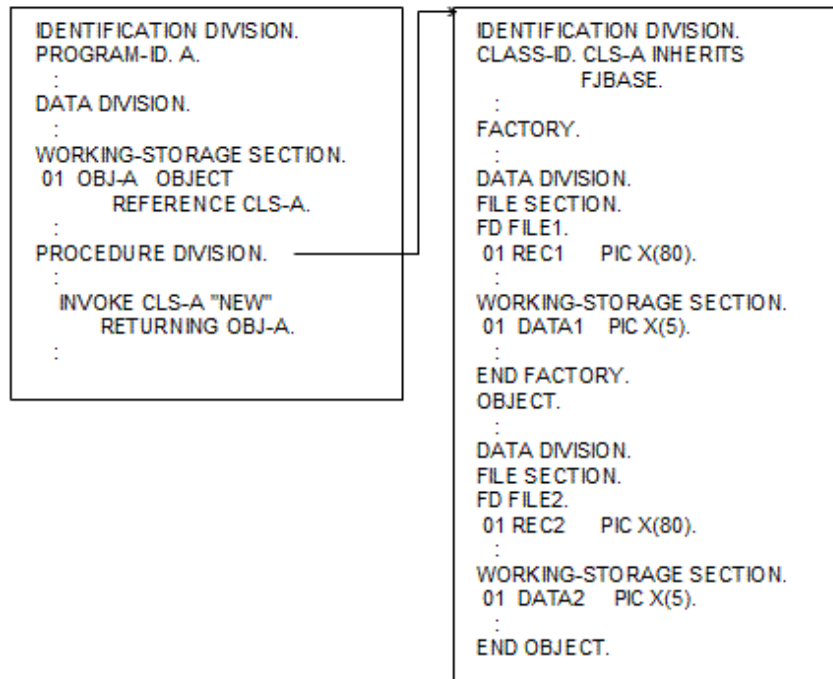 IDENTIFICATION DIVISION.
PROGRAM-ID. A.
:
DATA DIVISION.
:
WORKING-STORAGE SECTION.
01 OBJ-A OBJECT
REFERENCE CLS-A.
:
PROCEDURE DIVISION.
:
INVOKE CLS-A "NEW"
RETURNING OBJ-A.
:
IDENTIFICATION DIVISION.
CLASS-ID. CLS-A INHERITS
FJBASE.
:
FACTORY.
:
DATA DIVISION.
FILE SECTION.
FD FILE1.
01 REC1 PIC X(80).
:
WORKING-STORAGE SECTION.
01 DATA1 PIC X(5).
:
END FACTORY.
OBJECT.
:
DATA DIVISION.
FILE SECTION.
FD FILE2.
01 REC2 PIC X(80).
:
WORKING-STORAGE SECTION.
01 DATA2 PIC X(5).
:
END OBJECT.